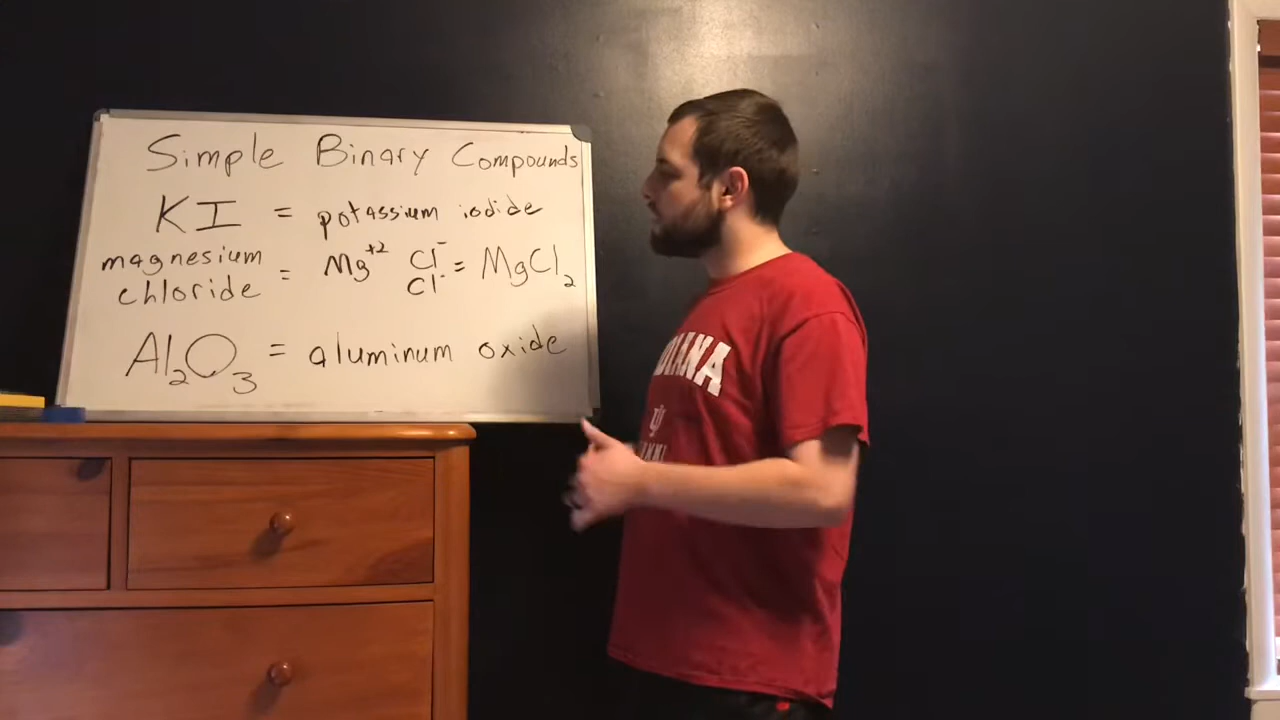 Simple Binary Compounds
KI = potassium iodide
magnesium chloride = Mg+2 Cl- Cl- = MgCl2
Al2O3 = aluminum oxide
DIANA